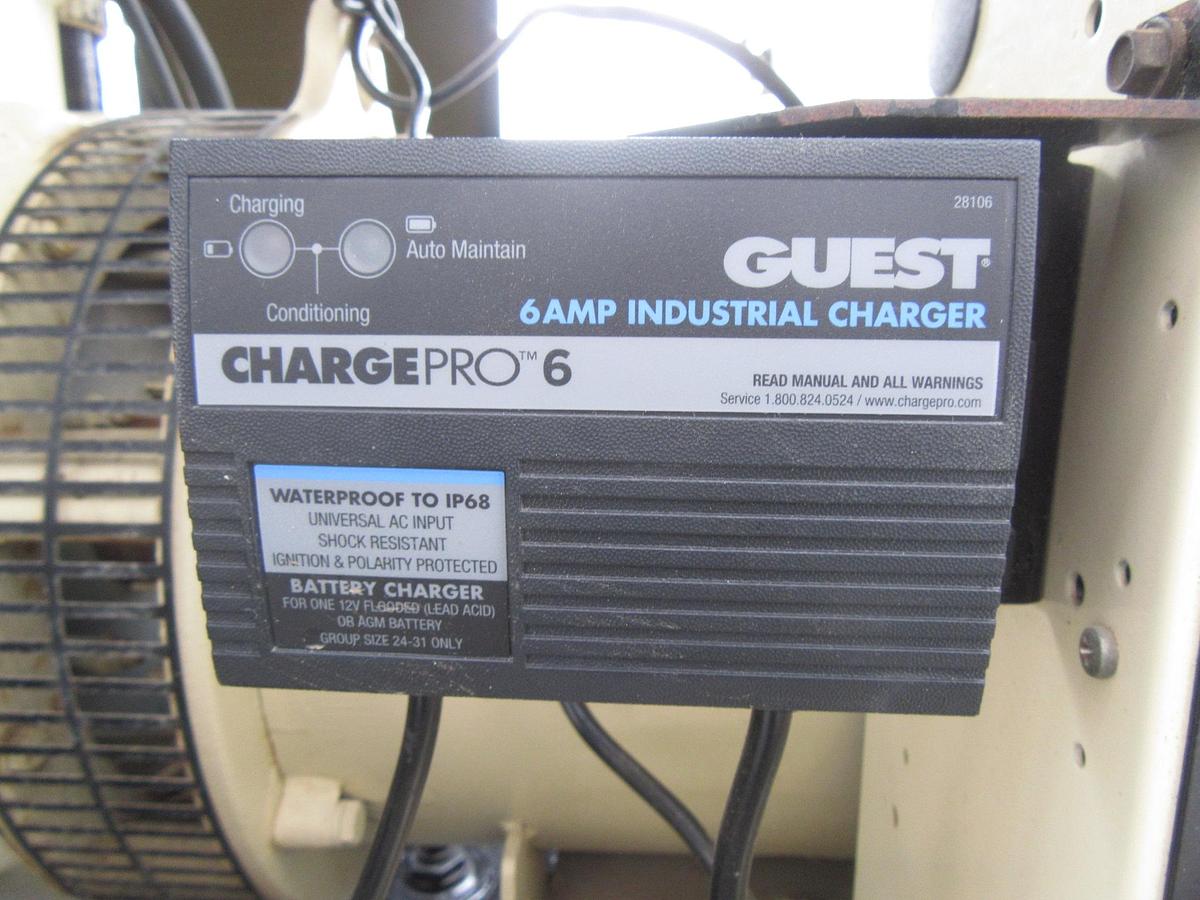 Charging
Auto Maintain
Conditioning
28106
GUEST®
6 AMP INDUSTRIAL CHARGER
CHARGEPRO™ 6
READ MANUAL AND ALL WARNINGS
Service 1.800.824.0524 / www.chargepro.com
WATERPROOF TO IP68
UNIVERSAL AC INPUT
SHOCK RESISTANT
IGNITION & POLARITY PROTECTED
BATTERY CHARGER
FOR ONE 12V FLOODED (LEAD ACID)
OR AGM BATTERY
GROUP SIZE 24-31 ONLY